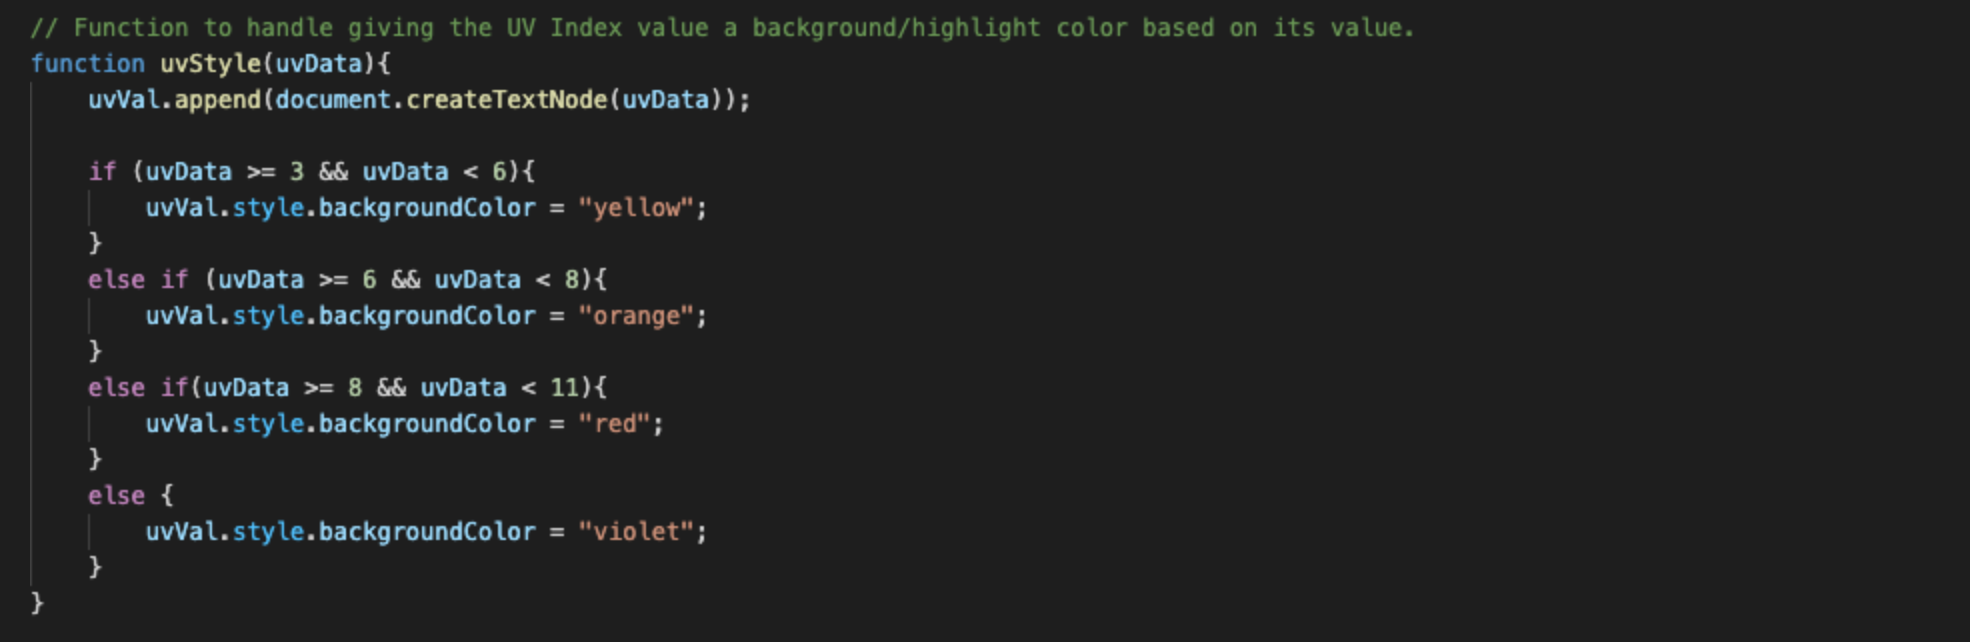 // Function to handle giving the UV Index value a background/highlight color based on its value.
function uvStyle(uvData){
    uvVal.append(document.createTextNode(uvData));

    if (uvData >= 3 && uvData < 6){
        uvVal.style.backgroundColor = "yellow";
    }
    else if (uvData >= 6 && uvData < 8){
        uvVal.style.backgroundColor = "orange";
    }
    else if(uvData >= 8 && uvData < 11){
        uvVal.style.backgroundColor = "red";
    }
    else {
        uvVal.style.backgroundColor = "violet";
    }
}